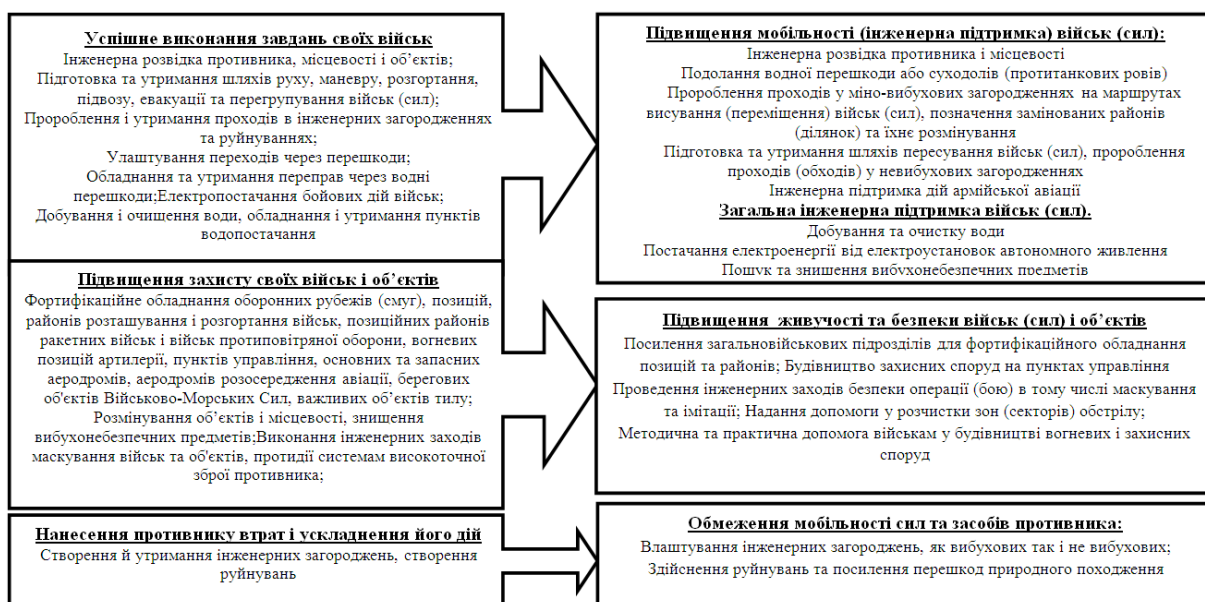 Успішне виконання завдань своїх військ
Інженерна розвідка противника, місцевості і об’єктів;
Підготовка та утримання шляхів руху, маневру, розгортання,
підвозу, евакуації та перегрупування військ (сил);
Пророблення і утримання проходів в інженерних загородженнях
та руйнуваннях;
Улаштування переходів через перешкоди;
Обладнання та утримання переправ через водні
перешкоди;Електропостачання бойових дій військ;
Добування і очищення води, обладнання і утримання пунктів
водопостачання
Підвищення захисту своїх військ і об’єктів
Фортифікаційне обладнання оборонних рубежів (смуг), позицій,
районів розташування і розгортання військ, позиційних районів
ракетних військ і військ протиповітряної оборони, вогневих
позицій артилерії, пунктів управління, основних та запасних
аеродромів, аеродромів розосередження авіації, берегових
об'єктів Військово-Морських Сил, важливих об’єктів тилу;
Розмінування об’єктів і місцевості, знищення
вибухонебезпечних предметів;Виконання інженерних заходів
маскування військ та об'єктів, протидії системам високоточної
зброї противника;
Нанесення противнику втрат і ускладнення його дій
Створення й утримання інженерних загороджень, створення
руйнувань
Підвищення мобільності (інженерна підтримка) військ (сил):
Інженерна розвідка противника і місцевості
Подолання водної перешкоди або суходолів (протитанкових ровів)
Пророблення проходів у міно-вибухових загородженнях на маршрутах
висування (переміщення) військ (сил), позначення замінованих районів
(ділянок) та їхнє розмінування
Підготовка та утримання шляхів пересування військ (сил), пророблення
проходів (обходів) у невибухових загородженнях
Інженерна підтримка дій армійської авіації
Загальна інженерна підтримка військ (сил).
Добування та очистку води
Постачання електроенергії від електроустановок автономного живлення
Пошук та знищення вибухонебезпечних предметів
Підвищення живучості та безпеки військ (сил) і об’єктів
Посилення загальновійськових підрозділів для фортифікаційного обладнання
позицій та районів; Будівництво захисних споруд на пунктах управління
Проведення інженерних заходів безпеки операції (бою) в тому числі маскування
та імітації; Надання допомоги у розчистки зон (секторів) обстрілу;
Методична та практична допомога військам у будівництві вогневих і захисних
споруд
Обмеження мобільності сил та засобів противника:
Влаштування інженерних загороджень, як вибухових так і не вибухових;
Здійснення руйнувань та посилення перешкод природного походження